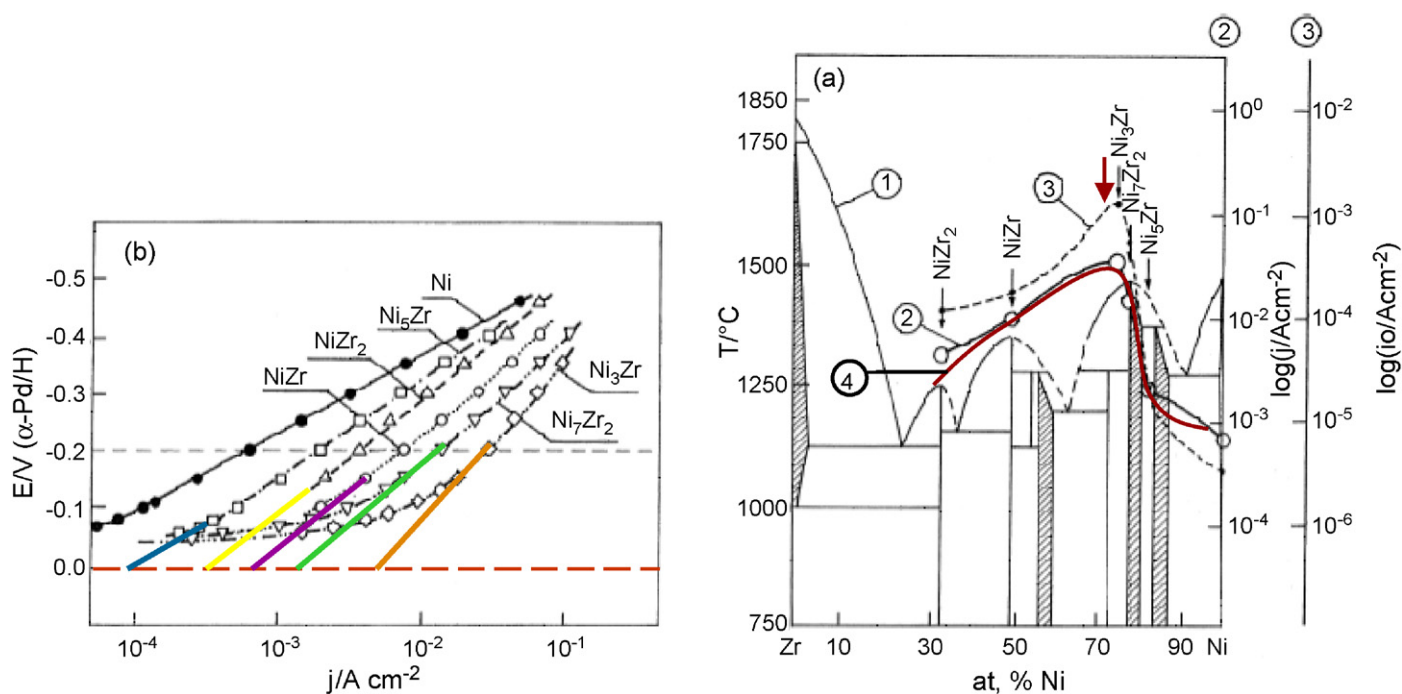 (b)
-0.5
-0.4
-0.3
-0.2
-0.1
0.0
E/V (α-Pd/H)
Ni
Ni5Zr
NiZr2
NiZr
Ni3Zr
Ni7Zr2
10-4
10-3
10-2
10-1
j/A cm-2
(a)
2
3
1850
1750
1500
1250
1000
750
T/°C
1
3
2
4
NiZr2
NiZr
Ni3Zr
Ni7Zr2
Ni5Zr
100
10-1
10-2
10-3
10-4
log(j/Acm-2)
10-2
10-3
10-4
10-5
10-6
log(io/Acm-2)
Zr
10
30
50
70
90
Ni
at, % Ni